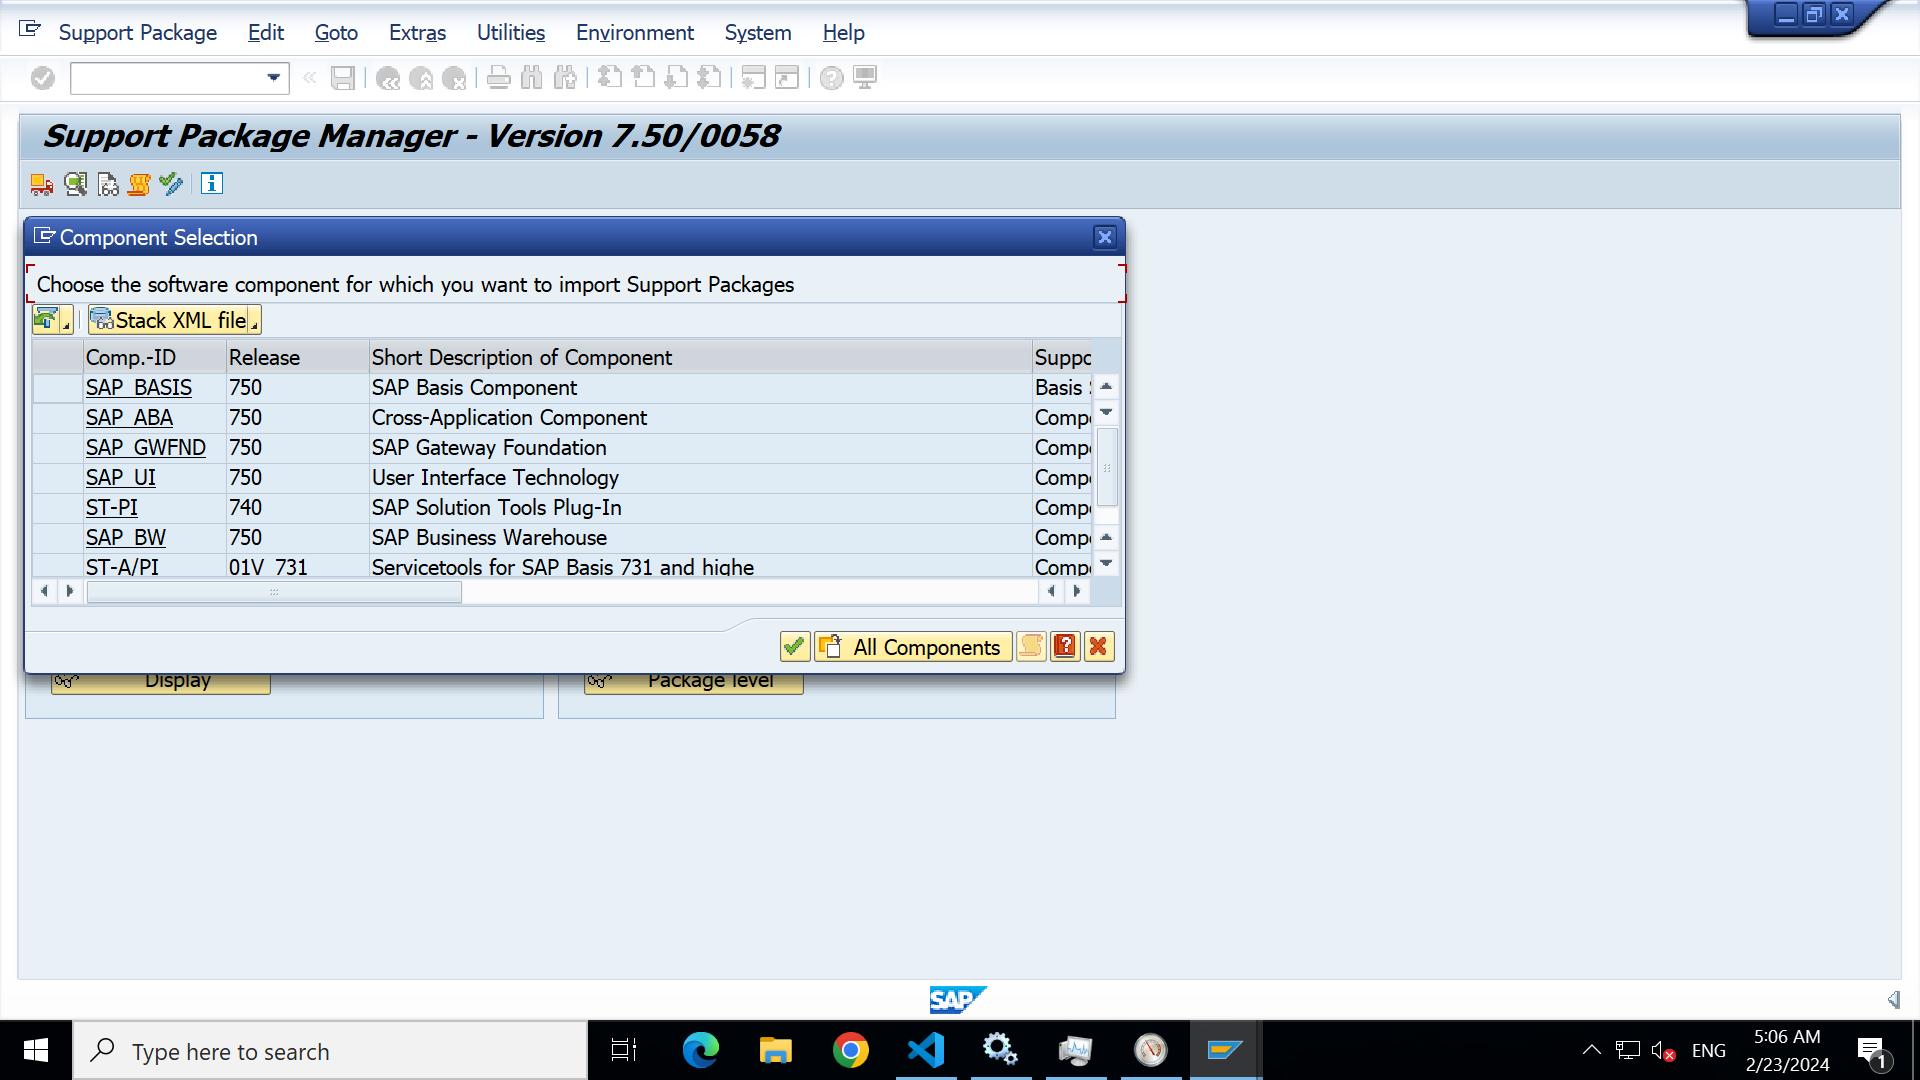 Support Package Edit Goto Extras Utilities Environment System Help
Support Package Manager - Version 7.50/0058
Component Selection
Choose the software component for which you want to import Support Packages
Stack XML file
Comp.-ID Release Short Description of Component Suppo
SAP_BASIS 750 SAP Basis Component Basis
SAP_ABA 750 Cross-Application Component Comp
SAP_GWFND 750 SAP Gateway Foundation Comp
SAP_UI 750 User Interface Technology Comp
ST-PI 740 SAP Solution Tools Plug-In Comp
SAP_BW 750 SAP Business Warehouse Comp
ST-A/PI 01V_731 Servicetools for SAP Basis 731 and highe Comp
All Components
Display Package level
SAP
Type here to search
ENG
5:06 AM
2/23/2024
1